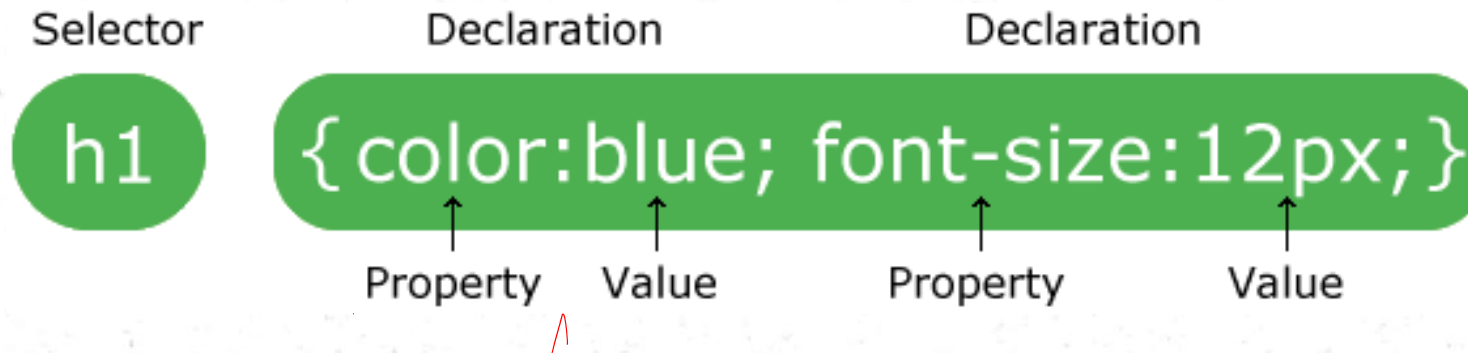 Selector Declaration Declaration
h1 {color:blue; font-size:12px;}
Property Value Property Value